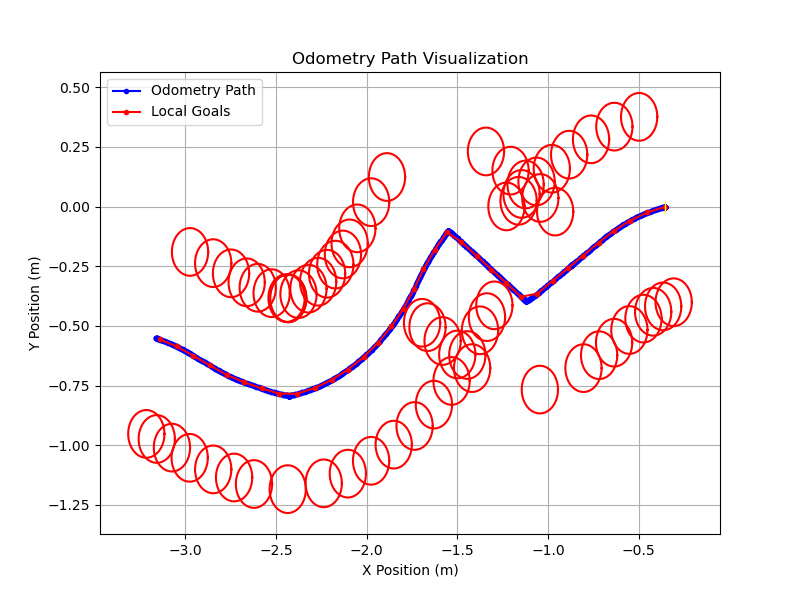 Odometry Path Visualization
Odometry Path
Local Goals
0.50
0.25
0.00
−0.25
−0.50
−0.75
−1.00
−1.25
Y Position (m)
−3.0 −2.5 −2.0 −1.5 −1.0 −0.5
X Position (m)